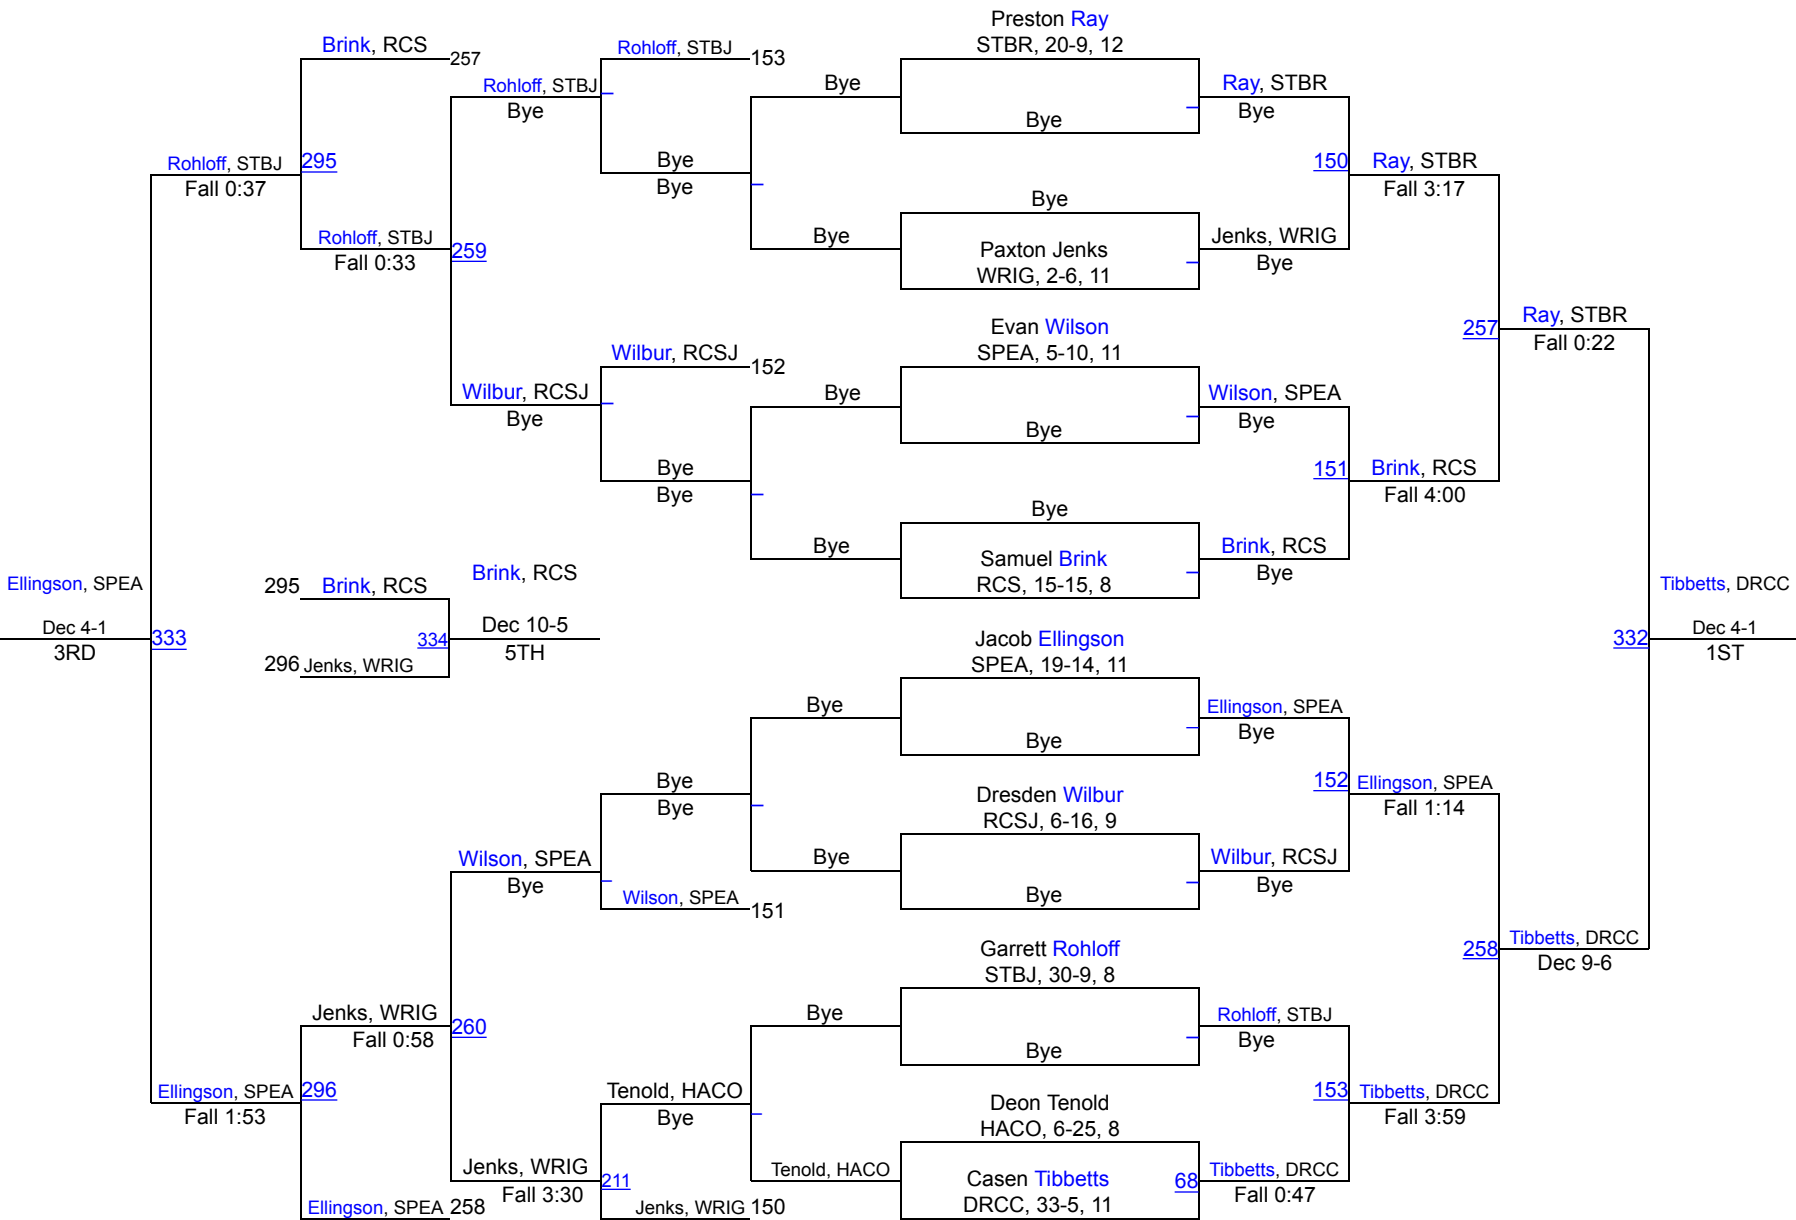 Preston Ray
STBR, 20-9, 12
Brink, RCS
257
Rohloff, STBJ
153
Rohloff, STBJ
Bye
Bye
Bye
Ray, STBR
Bye
Rohloff, STBJ
Fall 0:37
295
Bye
Bye
150
Ray, STBR
Fall 3:17
Bye
Rohloff, STBJ
Fall 0:33
259
Bye
Paxton Jenks
WRIG, 2-6, 11
Jenks, WRIG
Bye
Evan Wilson
SPEA, 5-10, 11
257
Ray, STBR
Fall 0:22
Wilbur, RCSJ
152
Wilbur, RCSJ
Bye
Bye
Bye
Wilson, SPEA
Bye
Bye
Bye
151
Brink, RCS
Fall 4:00
Bye
Bye
Samuel Brink
RCS, 15-15, 8
Brink, RCS
Bye
Ellingson, SPEA
Dec 4-1
3RD
333
295
Brink, RCS
Brink, RCS
334
Dec 10-5
5TH
296
Jenks, WRIG
Tibbetts, DRCC
332
Dec 4-1
1ST
Jacob Ellingson
SPEA, 19-14, 11
Bye
Bye
Ellingson, SPEA
Bye
Bye
Bye
Dresden Wilbur
RCSJ, 6-16, 9
152
Ellingson, SPEA
Fall 1:14
Wilson, SPEA
Bye
Wilson, SPEA
151
Bye
Bye
Wilbur, RCSJ
Bye
Garrett Rohloff
STBJ, 30-9, 8
258
Tibbetts, DRCC
Dec 9-6
Jenks, WRIG
Fall 0:58
260
Bye
Bye
Rohloff, STBJ
Bye
Ellingson, SPEA
Fall 1:53
296
Tenold, HACO
Bye
Deon Tenold
HACO, 6-25, 8
153
Tibbetts, DRCC
Fall 3:59
Jenks, WRIG
Fall 3:30
211
Tenold, HACO
Casen Tibbetts
DRCC, 33-5, 11
68
Tibbetts, DRCC
Fall 0:47
Ellingson, SPEA
258
Jenks, WRIG
150